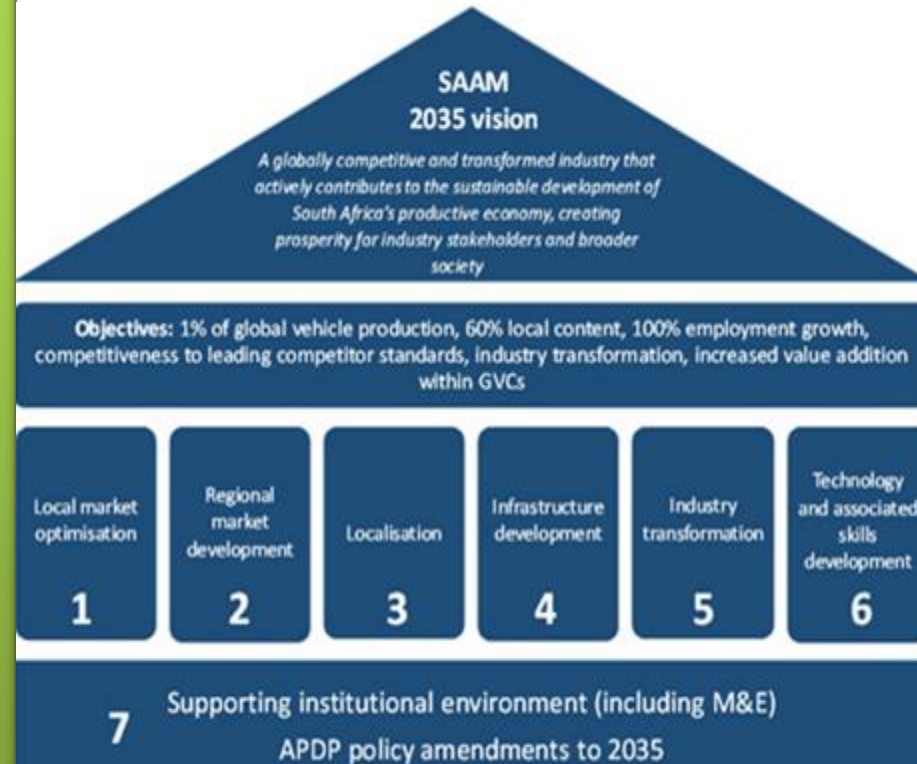 SAAM
2035 vision
A globally competitive and transformed industry that
actively contributes to the sustainable development of
South Africa's productive economy, creating
prosperity for industry stakeholders and broader
society
Objectives: 1% of global vehicle production, 60% local content, 100% employment growth,
competitiveness to leading competitor standards, industry transformation, increased value addition
within GVCs
Local market
optimisation
1
Regional
market
development
2
Localisation
3
Infrastructure
development
4
Industry
transformation
5
Technology
and associated
skills
development
6
7
Supporting institutional environment (including M&E)
APDP policy amendments to 2035